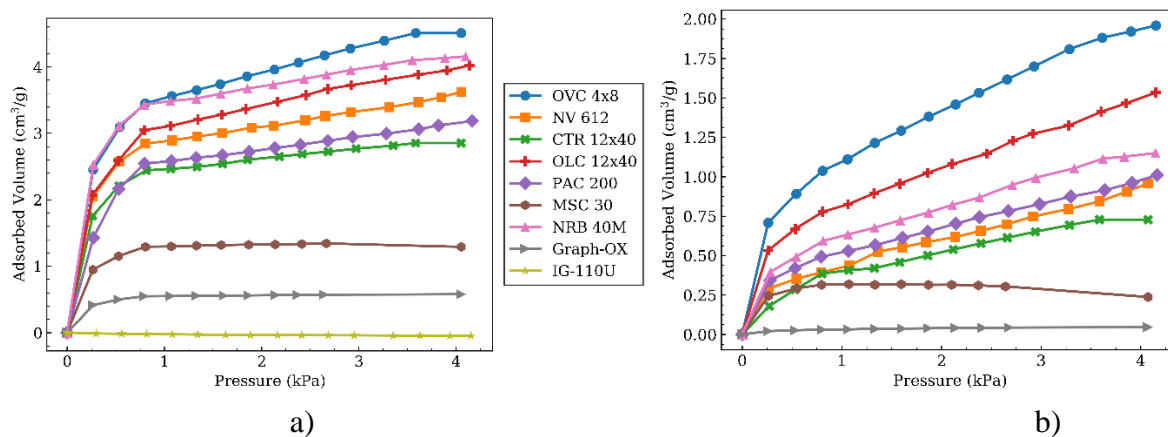 4
3
2
1
0
0
1
2
3
4
Adsorbed Volume (cm³/g)
Pressure (kPa)
a)
OVC 4x8
NV 612
CTR 12x40
OLC 12x40
PAC 200
MSC 30
NRB 40M
Graph-OX
IG-110U
2.00
1.75
1.50
1.25
1.00
0.75
0.50
0.25
0.00
0
1
2
3
4
Adsorbed Volume (cm³/g)
Pressure (kPa)
b)